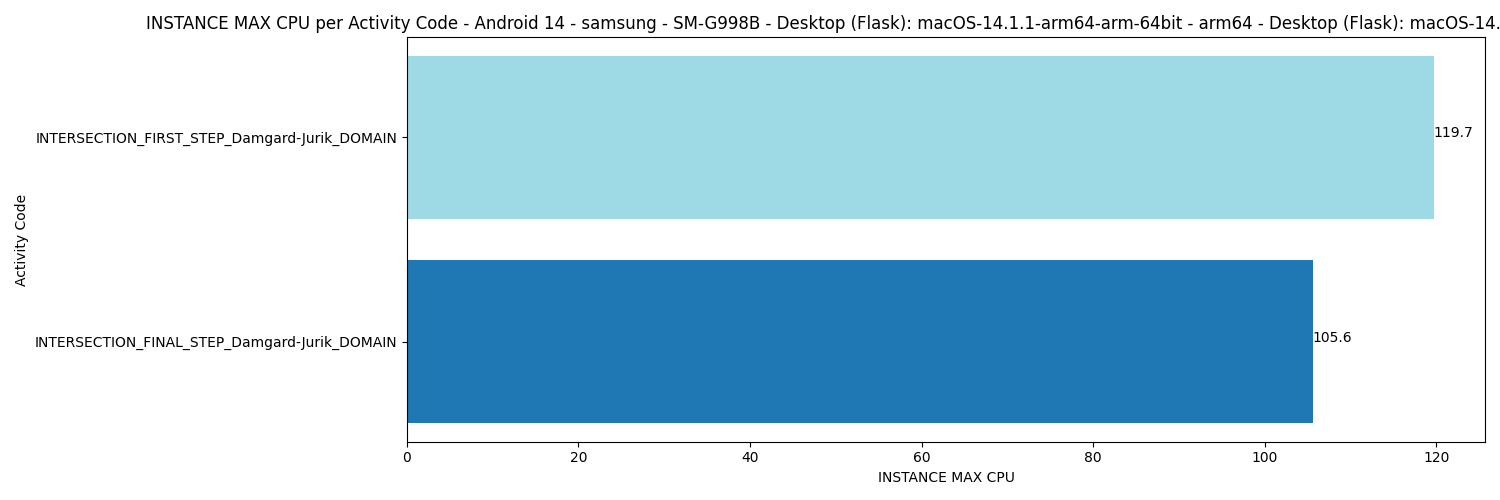 INSTANCE MAX CPU per Activity Code - Android 14 - samsung - SM-G998B - Desktop (Flask): macOS-14.1.1-arm64-arm-64bit - arm64 - Desktop (Flask): macOS-14.
INTERSECTION_FIRST_STEP_Damgard-Jurik_DOMAIN
119.7
Activity Code
INTERSECTION_FINAL_STEP_Damgard-Jurik_DOMAIN
105.6
0 20 40 60 80 100 120
INSTANCE MAX CPU